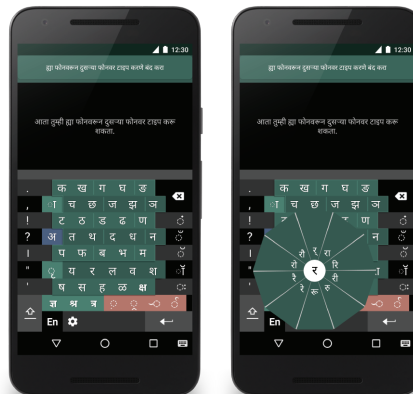 12:30
ह्या फोनवरून दुसऱ्या फोनवर टाइप करणे बंद करा
आता तुम्ही ह्या फोनवरून दुसऱ्या फोनवर टाइप करू
शकता.
. क ख ग घ ङ
, ा च छ ज झ ञ
! ट ठ ड ढ ण ं
? अ त थ द ध न ँ
। प फ ब भ म
" य र ल व श ॉ
' ष स ह ळ क्ष ः
ज्ञ श्र त्र
En
12:30
ह्या फोनवरून दुसऱ्या फोनवर टाइप करणे बंद करा
आता तुम्ही ह्या फोनवरून दुसऱ्या फोनवर टाइप करू
शकता.
. क ख ग घ ङ
, ा च छ ज झ ञ
! ण ं
? अ न ँ
।
" ॉ
' ः
र रा रि री रु रू रे रै रो रौ
र
En